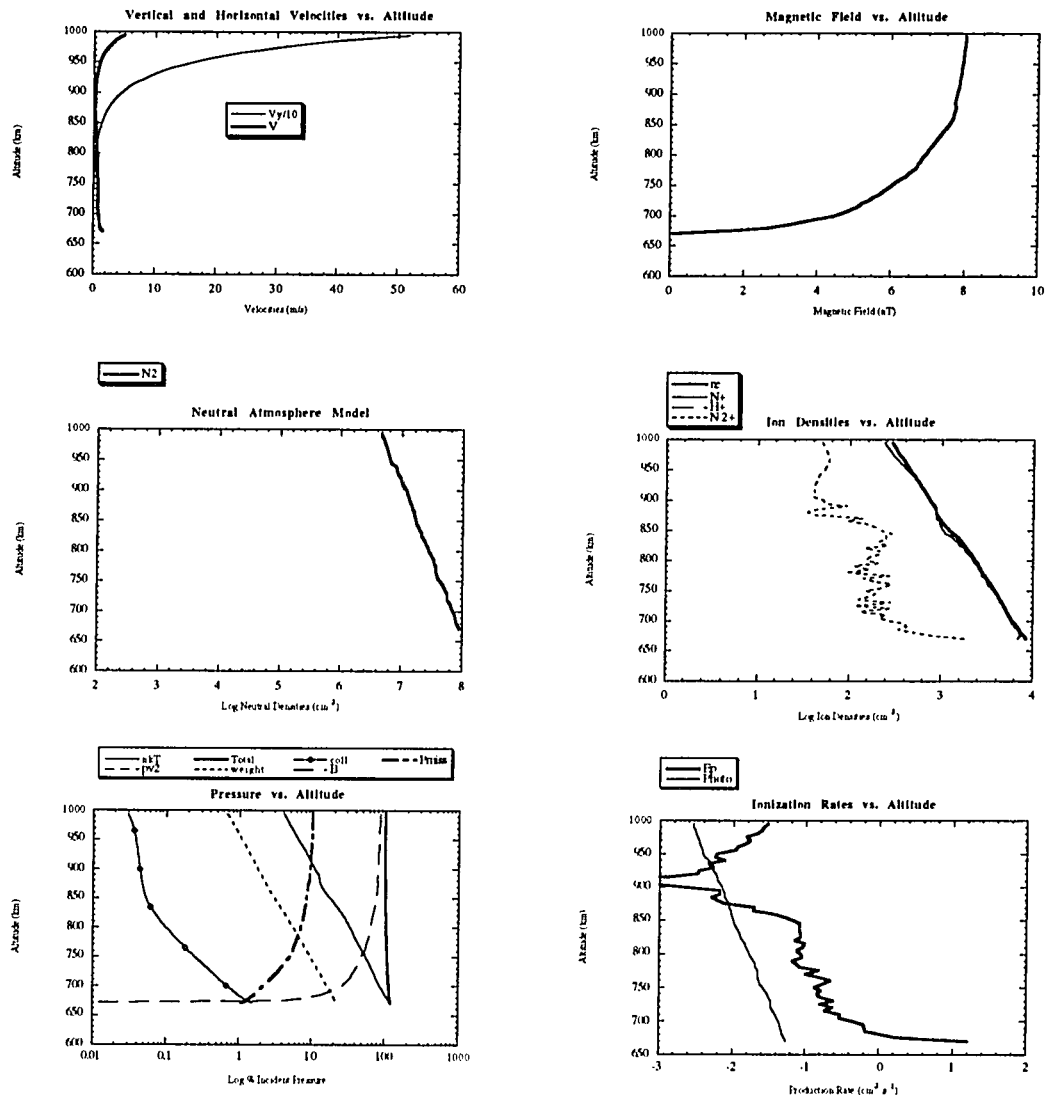 Vertical and Horizontal Velocities vs. Altitude
1000
950
900
850
800
750
700
650
600
Altitude (km)
Vy/10
V
0 10 20 30 40 50 60
Velocities (m/s)
Magnetic Field vs. Altitude
1000
950
900
850
800
750
700
650
600
Altitude (km)
0 2 4 6 8 10
Magnetic Field (nT)
N2
Neutral Atmosphere Model
1000
950
900
850
800
750
700
650
600
Altitude (km)
2 3 4 5 6 7 8
Log Neutral Densities (cm-3)
N+
H+
N2+
Ion Densities vs. Altitude
1000
950
900
850
800
750
700
650
600
Altitude (km)
0 1 2 3 4
Log Ion Densities (cm-3)
nkT Total coll Pmiss
pv2 weight B
Pressure vs. Altitude
1000
950
900
850
800
750
700
650
600
Altitude (km)
0.01 0.1 1 10 100 1000
Log % Incident Pressure
Pp
Photo
Ionization Rates vs. Altitude
1000
950
900
850
800
750
700
650
Altitude (km)
-3 -2 -1 0 1 2
Production Rate (cm-3 s-1)